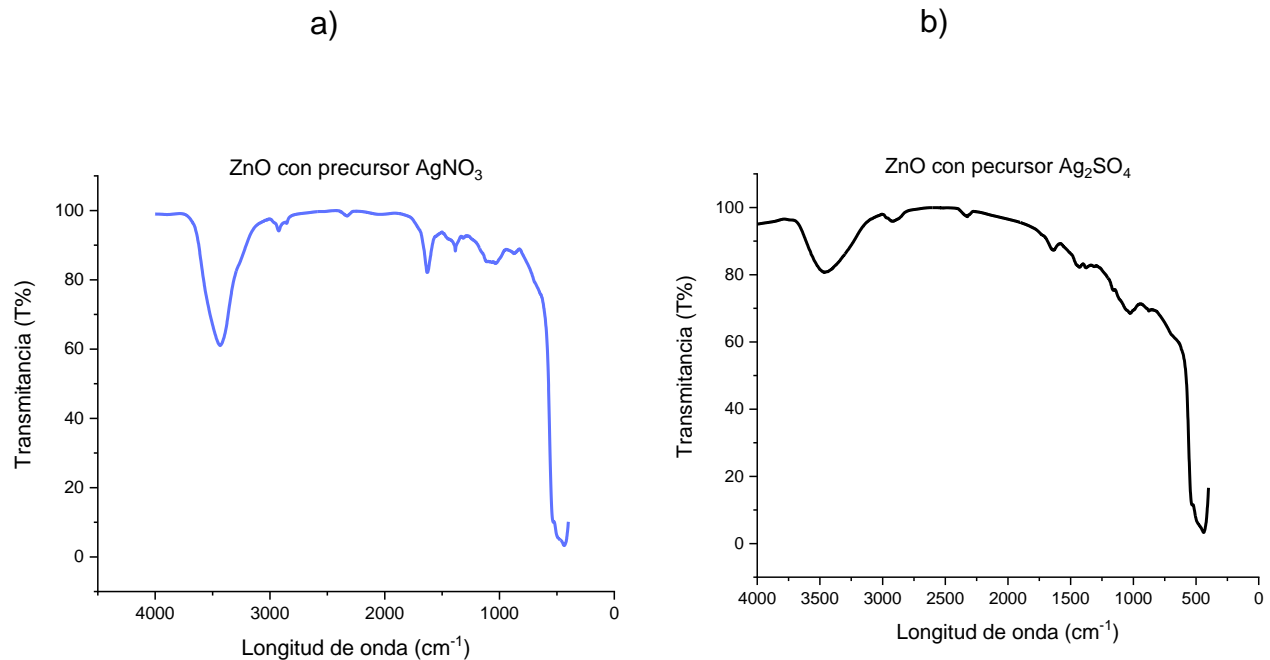 a)
b)
ZnO con precursor AgNO₃
ZnO con pecursor Ag₂SO₄
Transmitancia (T%)
100
80
60
40
20
0
4000 3000 2000 1000 0
Longitud de onda (cm⁻¹)
Transmitancia (T%)
100
80
60
40
20
0
4000 3500 3000 2500 2000 1500 1000 500 0
Longitud de onda (cm⁻¹)